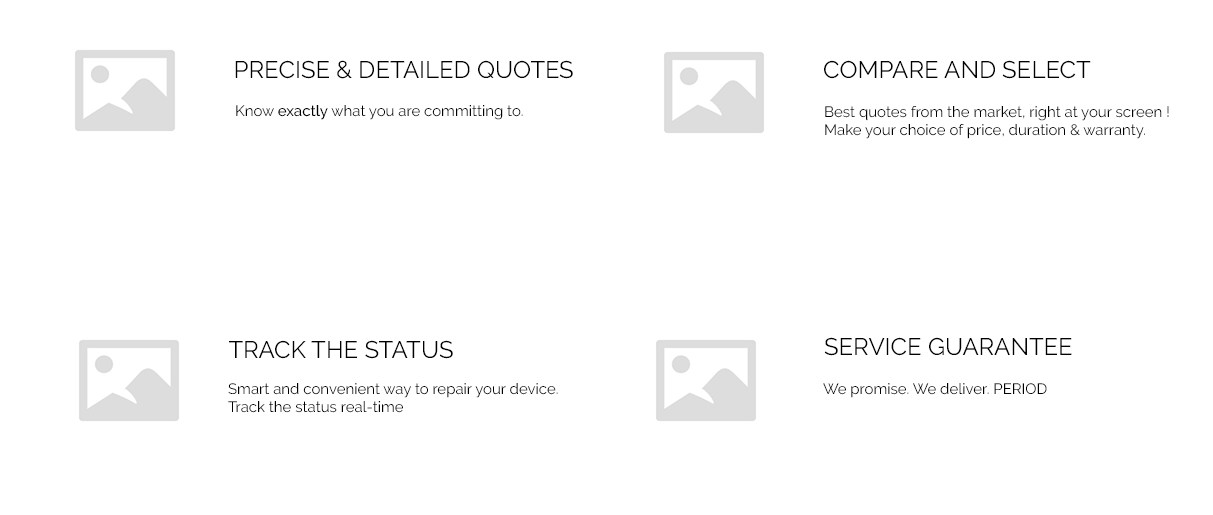 PRECISE & DETAILED QUOTES
Know exactly what you are committing to.
COMPARE AND SELECT
Best quotes from the market, right at your screen !
Make your choice of price, duration & warranty.
TRACK THE STATUS
Smart and convenient way to repair your device.
Track the status real-time
SERVICE GUARANTEE
We promise. We deliver. PERIOD